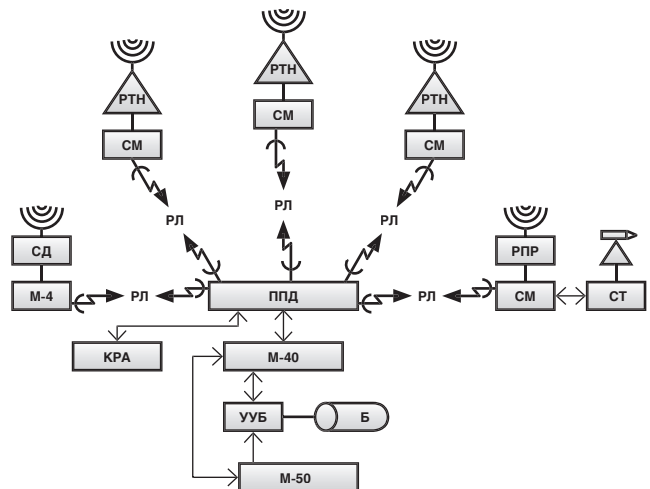 РТН
РТН
РТН
СМ
СМ
СМ
РЛ
РЛ
РЛ
СД
РПР
М-4
РЛ
ППД
РЛ
СМ
СТ
КРА
М-40
УУБ
Б
М-50